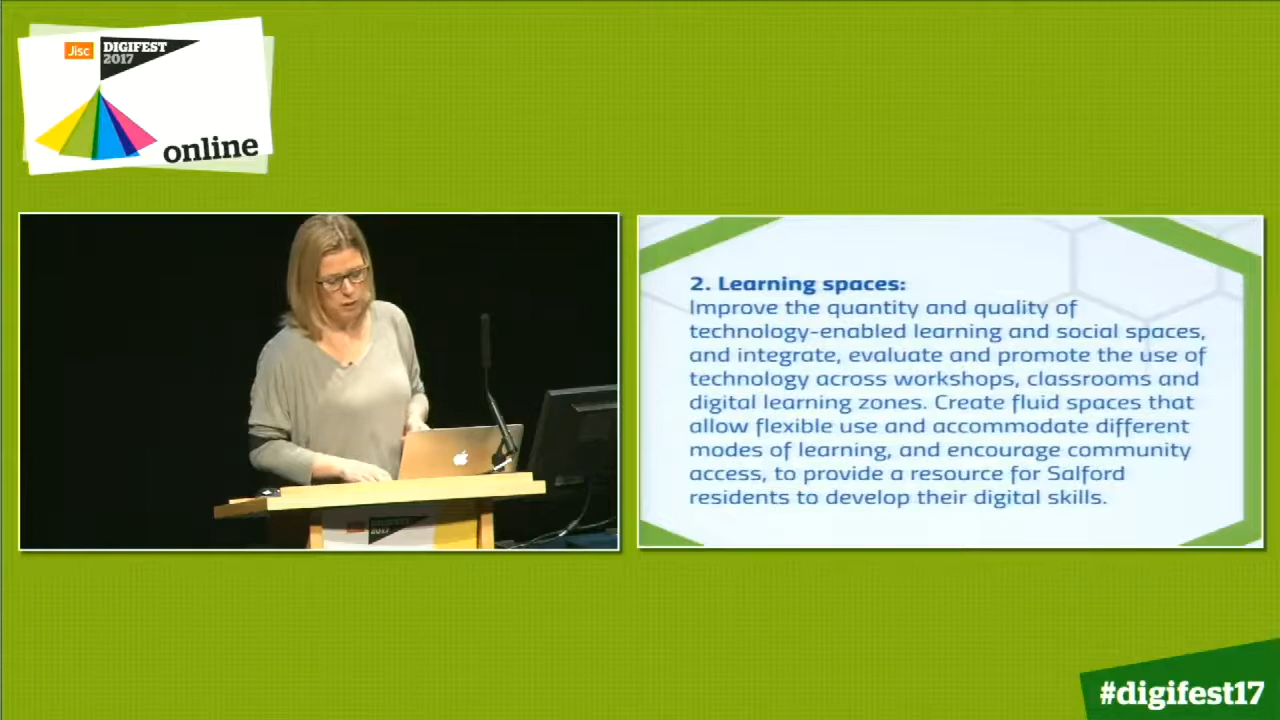 Jisc
DIGIFEST
2017
online
2. Learning spaces:
Improve the quantity and quality of
technology-enabled learning and social spaces,
and integrate, evaluate and promote the use of
technology across workshops, classrooms and
digital learning zones. Create fluid spaces that
allow flexible use and accommodate different
modes of learning, and encourage community
access, to provide a resource for Salford
residents to develop their digital skills.
DIGIFEST
2017
#digifest17